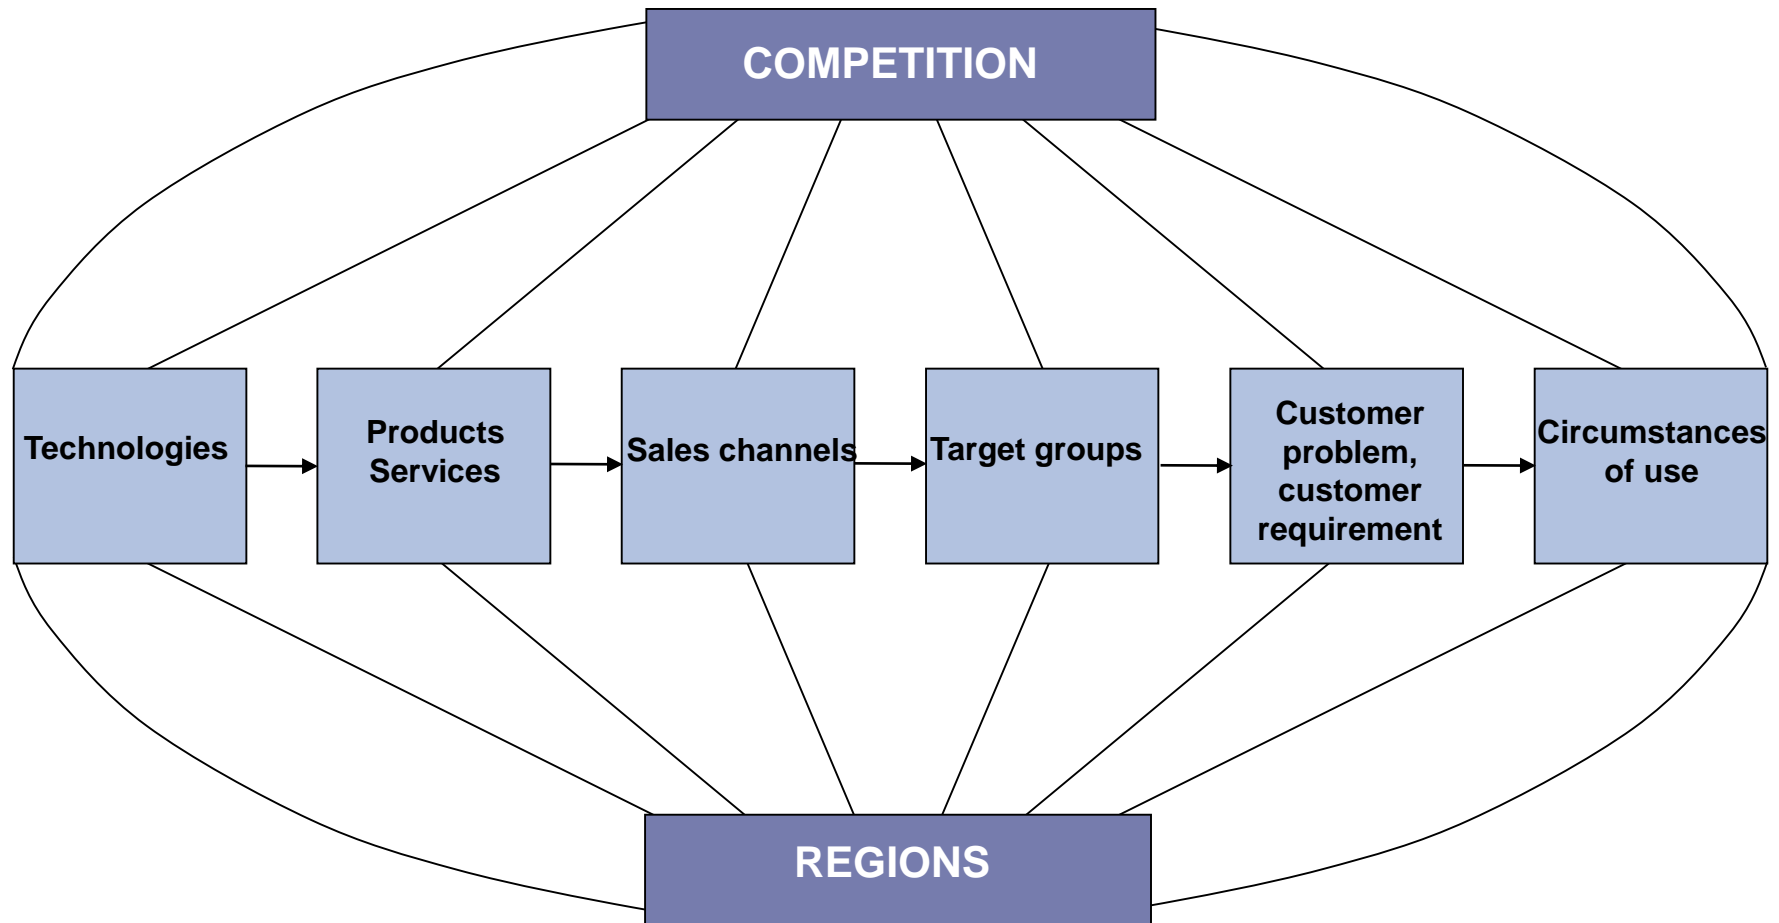 COMPETITION
Technologies
Products
Services
Sales channels
Target groups
Customer
problem,
customer
requirement
Circumstances
of use
REGIONS